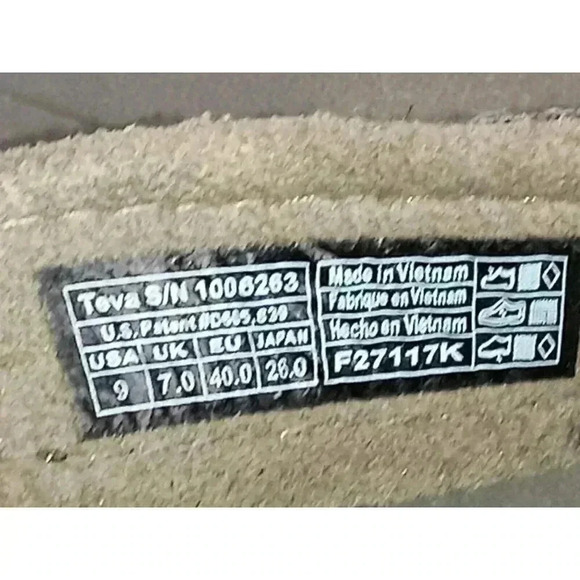 Teva S/N 1006263
U.S. Patent #D605,839
USA UK EU JAPAN
9 7.0 40.0 26.0
Made in Vietnam
Fabrique en Vietnam
Hecho en Vietnam
F27117K